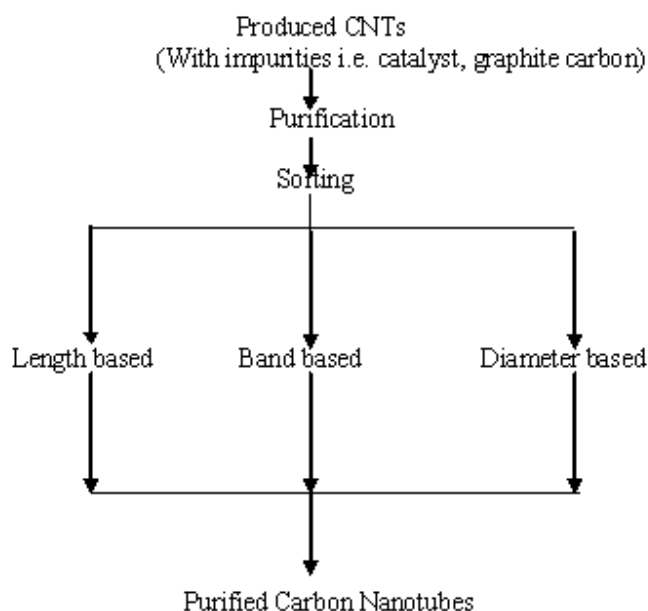 Produced CNTs
(With impurities i.e. catalyst, graphite carbon)
Purification
Sorting
Length based Band based Diameter based
Purified Carbon Nanotubes